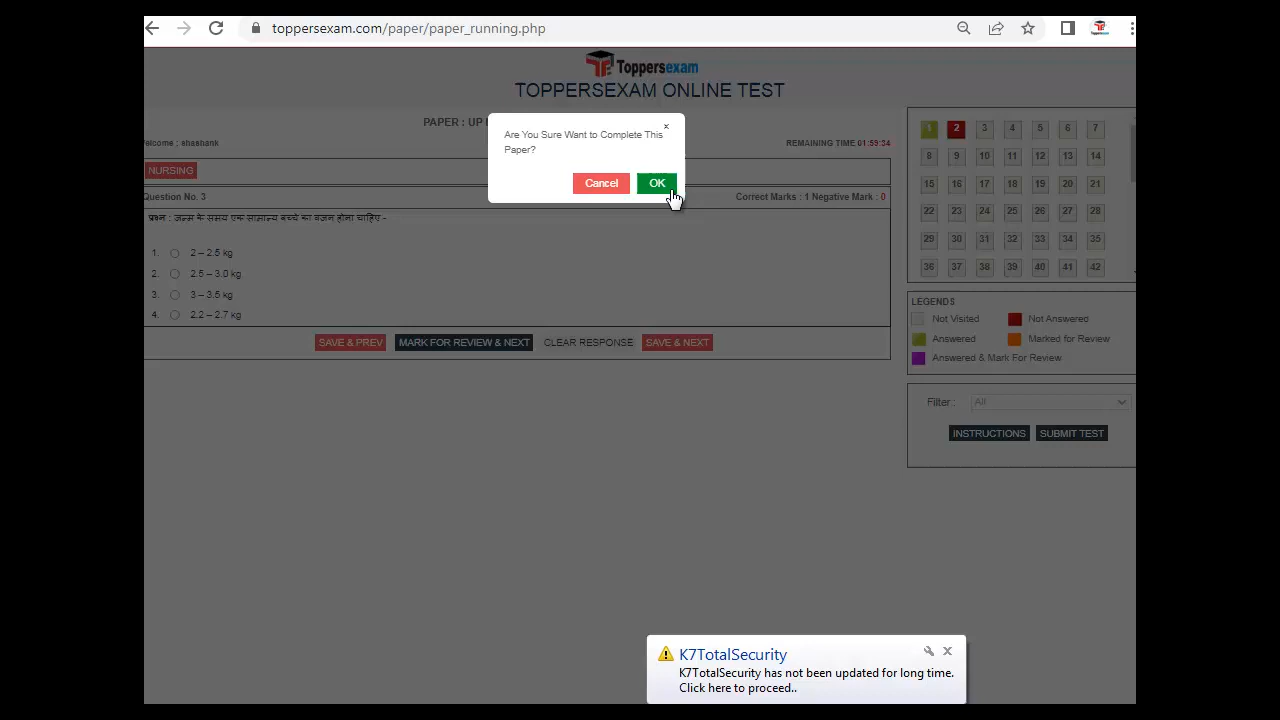 toppersexam.com/paper/paper_running.php
Toppersexam
TOPPERSEXAM ONLINE TEST
PAPER : UP
elcome : shashank
REMAINING TIME 01:59:34
NURSING
Question No. 3
Correct Marks : 1 Negative Mark : 0
प्रश्न : जन्म के समय एक सामान्य बच्चे का वजन होना चाहिए -
1. 2 – 2.5 kg
2. 2.5 – 3.0 kg
3. 3 – 3.5 kg
4. 2.2 – 2.7 kg
SAVE & PREV MARK FOR REVIEW & NEXT CLEAR RESPONSE SAVE & NEXT
Are You Sure Want to Complete This
Paper?
Cancel OK
1 2 3 4 5 6 7
8 9 10 11 12 13 14
15 16 17 18 19 20 21
22 23 24 25 26 27 28
29 30 31 32 33 34 35
36 37 38 39 40 41 42
LEGENDS
Not Visited Not Answered
Answered Marked for Review
Answered & Mark For Review
Filter : All
INSTRUCTIONS SUBMIT TEST
K7TotalSecurity
K7TotalSecurity has not been updated for long time.
Click here to proceed..